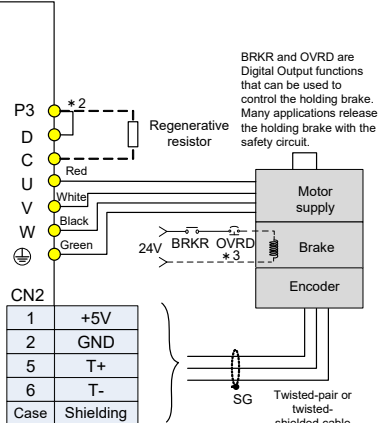 BRKR and OVRD are
Digital Output functions
that can be used to
control the holding brake.
Many applications release
the holding brake with the
safety circuit.
P3
*2
D
C
Regenerative
resistor
U
Red
V
White
W
Black
Green
Motor
supply
24V
BRKR
OVRD
*3
Brake
Encoder
CN2
1 +5V
2 GND
5 T+
6 T-
Case Shielding
SG
Twisted-pair or
twisted-
shielded cable